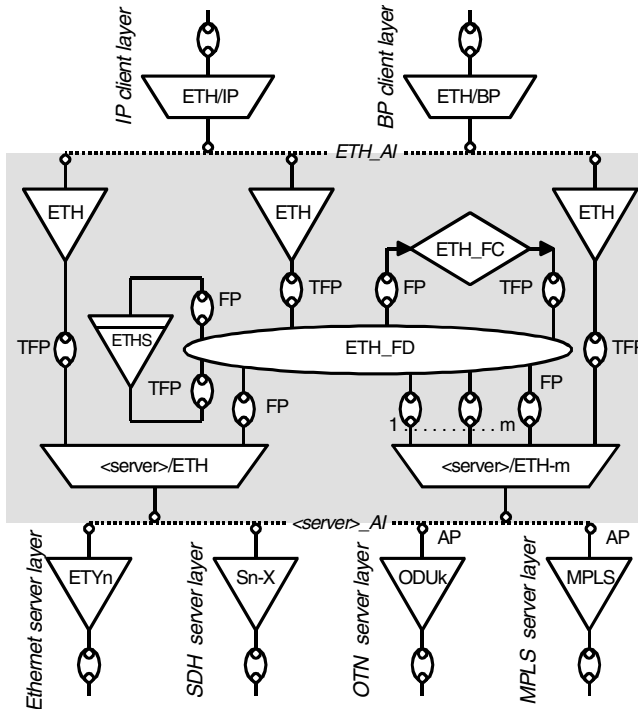 IP client layer
BP client layer
ETH/IP
ETH/BP
ETH_AI
ETH
ETH
ETH
ETH_FC
FP
TFP
FP
TFP
TFP
ETHS
ETH_FD
TFP
TFP
FP
FP
1 . . . . . . . . . . m
<server>/ETH
<server>/ETH-m
<server>_AI
AP
AP
ETYn
Sn-X
ODUk
MPLS
Ethernet server layer
SDH server layer
OTN server layer
MPLS server layer